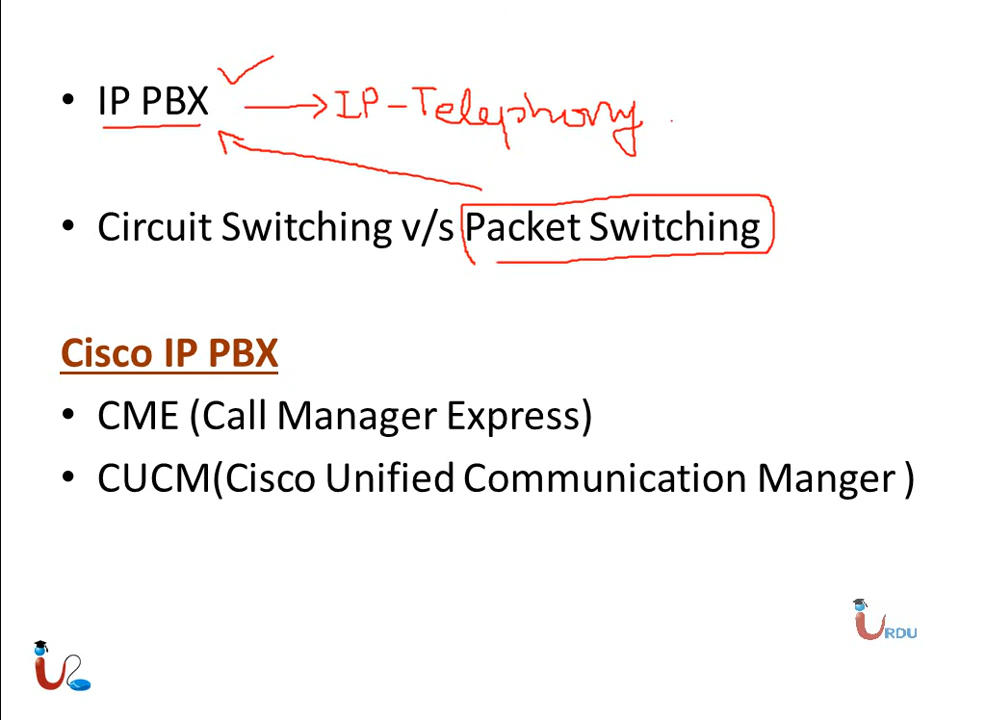 • IP PBX → IP-Telephony
• Circuit Switching v/s Packet Switching
Cisco IP PBX
• CME (Call Manager Express)
• CUCM(Cisco Unified Communication Manger )
URDU